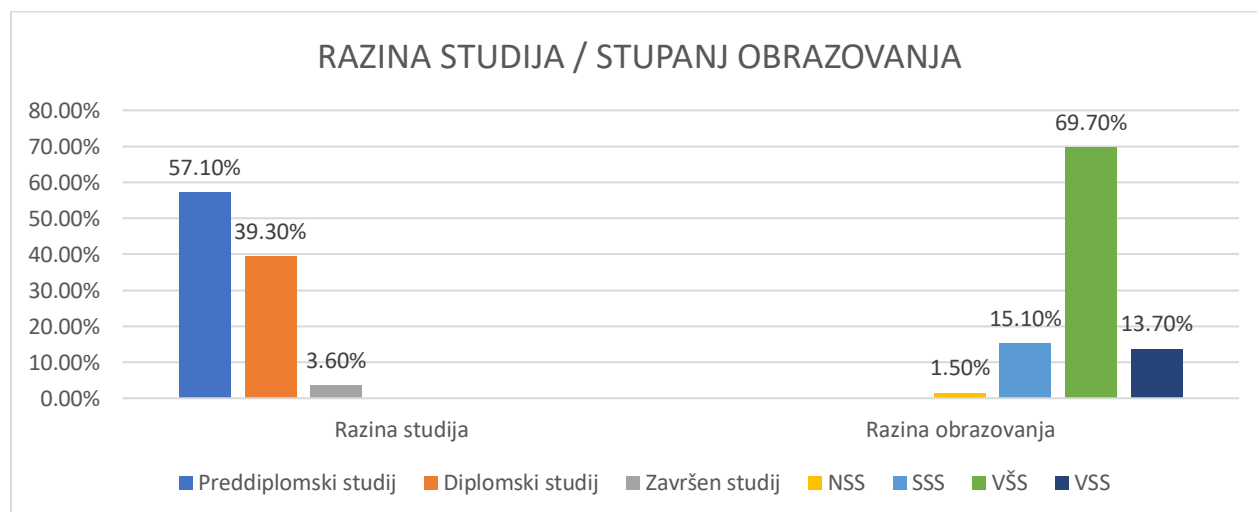 RAZINA STUDIJA / STUPANJ OBRAZOVANJA
80.00%
70.00%
60.00%
50.00%
40.00%
30.00%
20.00%
10.00%
0.00%
57.10%
39.30%
3.60%
1.50%
15.10%
69.70%
13.70%
Razina studija
Razina obrazovanja
Preddiplomski studij
Diplomski studij
Završen studij
NSS
SSS
VŠS
VSS